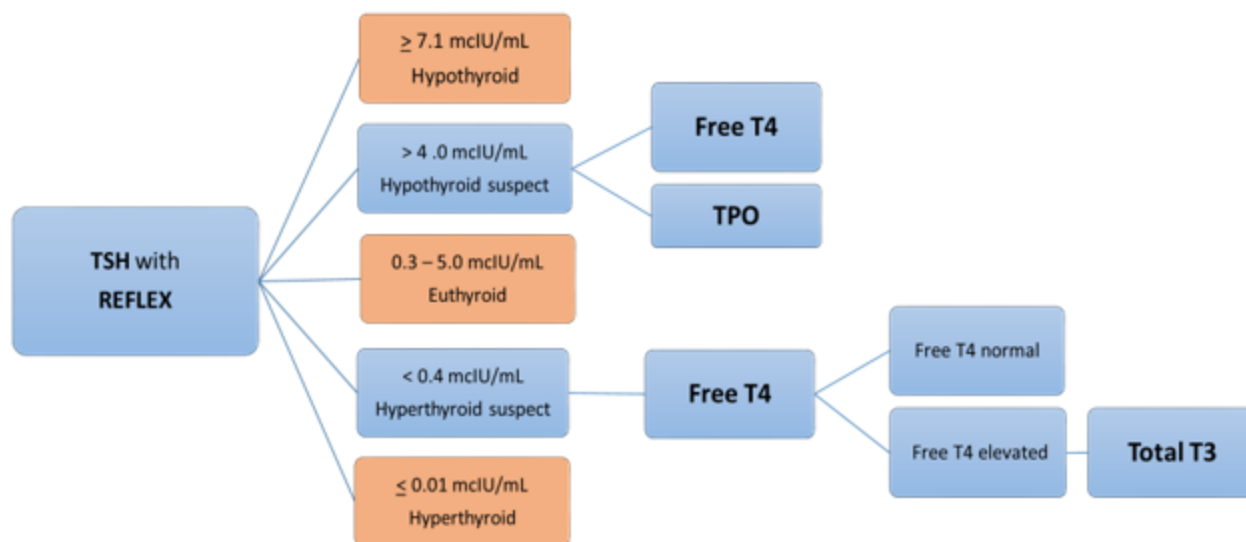 ≥ 7.1 mcIU/mL
Hypothyroid
> 4 .0 mcIU/mL
Hypothyroid suspect
Free T4
TPO
TSH with
REFLEX
0.3 – 5.0 mcIU/mL
Euthyroid
< 0.4 mcIU/mL
Hyperthyroid suspect
Free T4
Free T4 normal
Free T4 elevated
Total T3
≤ 0.01 mcIU/mL
Hyperthyroid